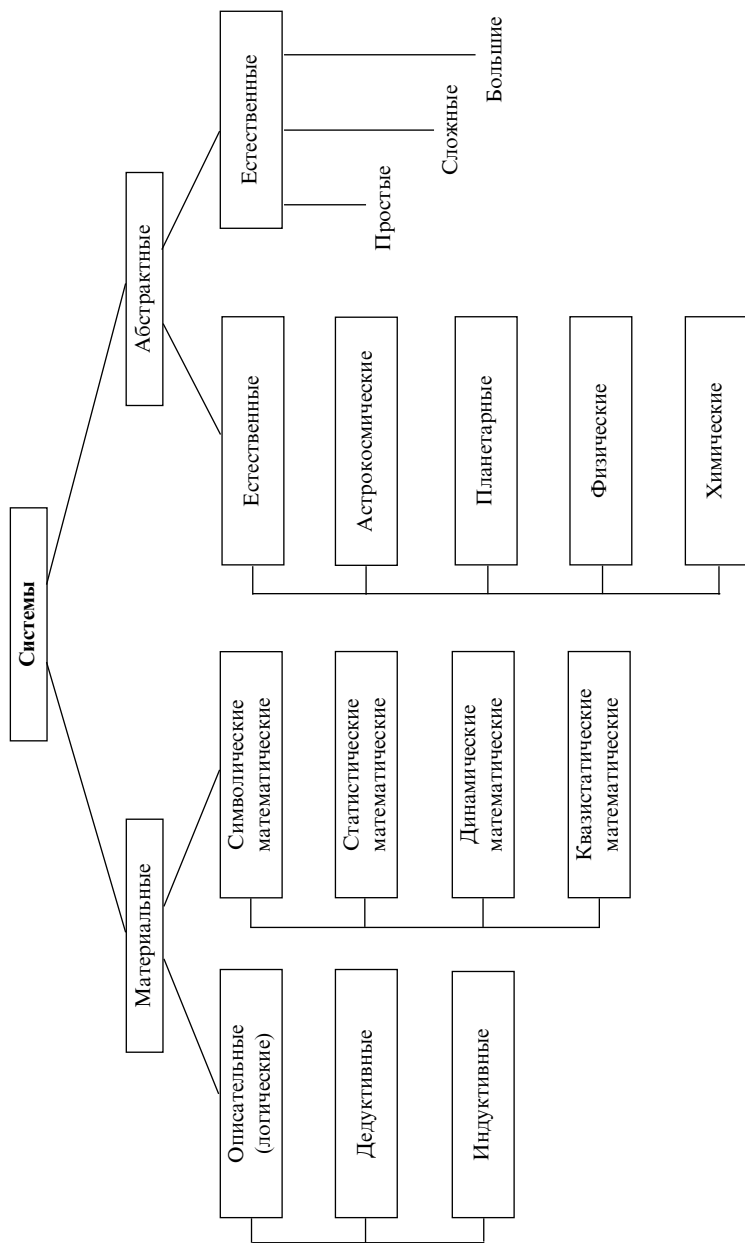 Системы
Материальные
Абстрактные
Описательные
(логические)
Символические
математические
Естественные
Естественные
Дедуктивные
Статистические
математические
Астрокосмические
Простые
Сложные
Большие
Индуктивные
Динамические
математические
Планетарные
Квазистатические
математические
Физические
Химические